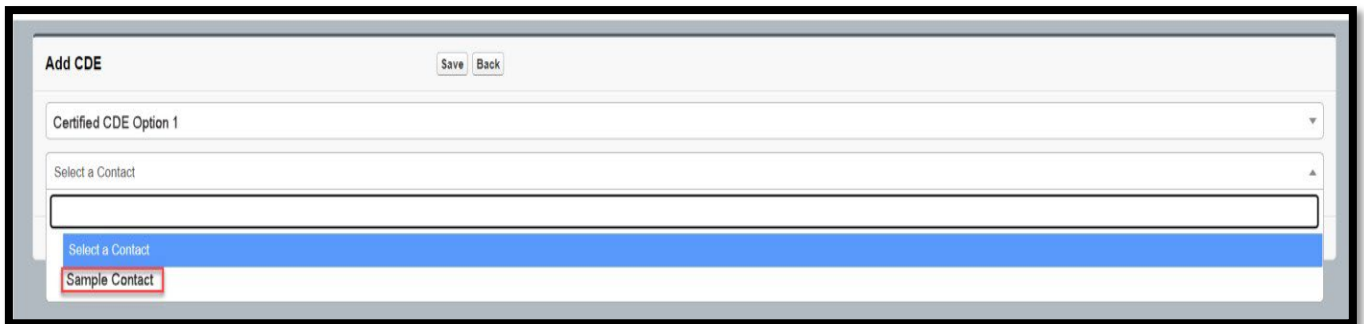 Add CDE Save Back
Certified CDE Option 1
Select a Contact
Select a Contact
Sample Contact